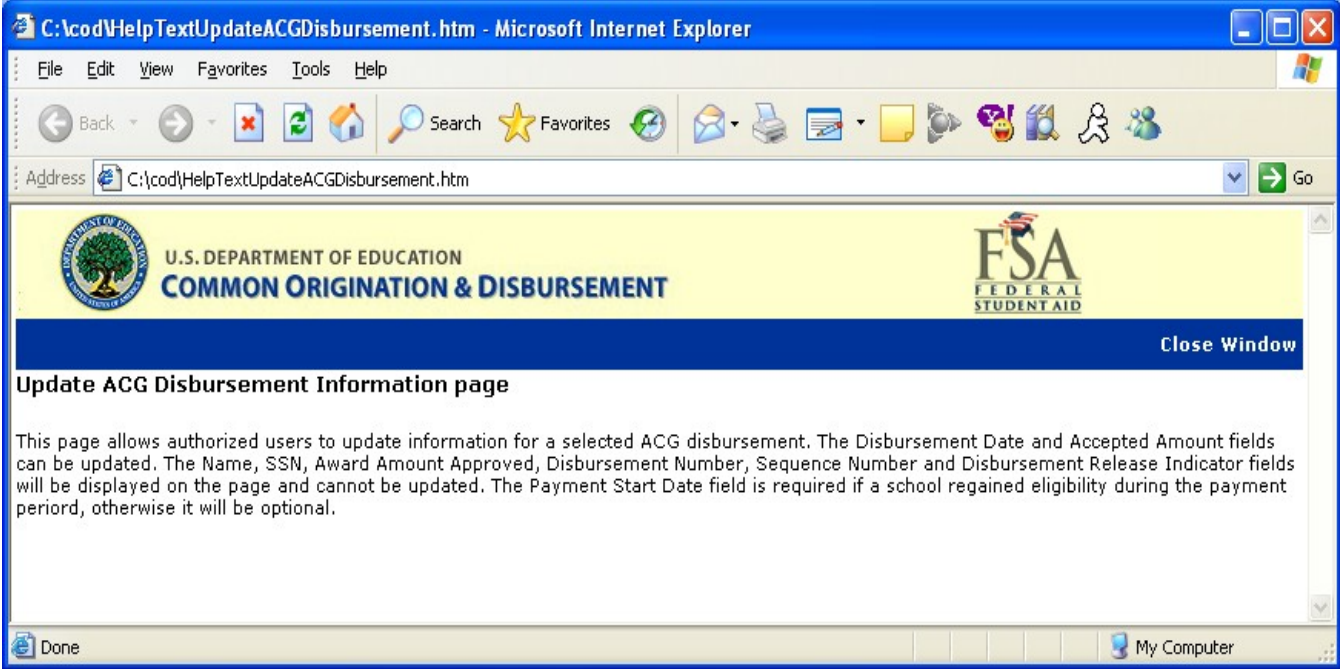 C:\cod\HelpTextUpdateACGDisbursement.htm - Microsoft Internet Explorer
File Edit View Favorites Tools Help
Back Search Favorites
Address C:\cod\HelpTextUpdateACGDisbursement.htm Go
U.S. DEPARTMENT OF EDUCATION
COMMON ORIGINATION & DISBURSEMENT
FSA
FEDERAL
STUDENT AID
Close Window
Update ACG Disbursement Information page
This page allows authorized users to update information for a selected ACG disbursement. The Disbursement Date and Accepted Amount fields
can be updated. The Name, SSN, Award Amount Approved, Disbursement Number, Sequence Number and Disbursement Release Indicator fields
will be displayed on the page and cannot be updated. The Payment Start Date field is required if a school regained eligibility during the payment
periord, otherwise it will be optional.
Done My Computer